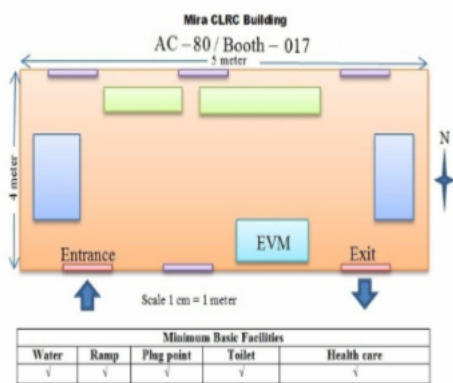 Mira CLRC Building
AC-80/ Booth-017
5 meter
4 meter
N
Entrance
EVM
Exit
Scale 1 cm = 1 meter
Minimum Basic Facilities
Water Ramp Plug point Toilet Health care
√ √ √ √ √